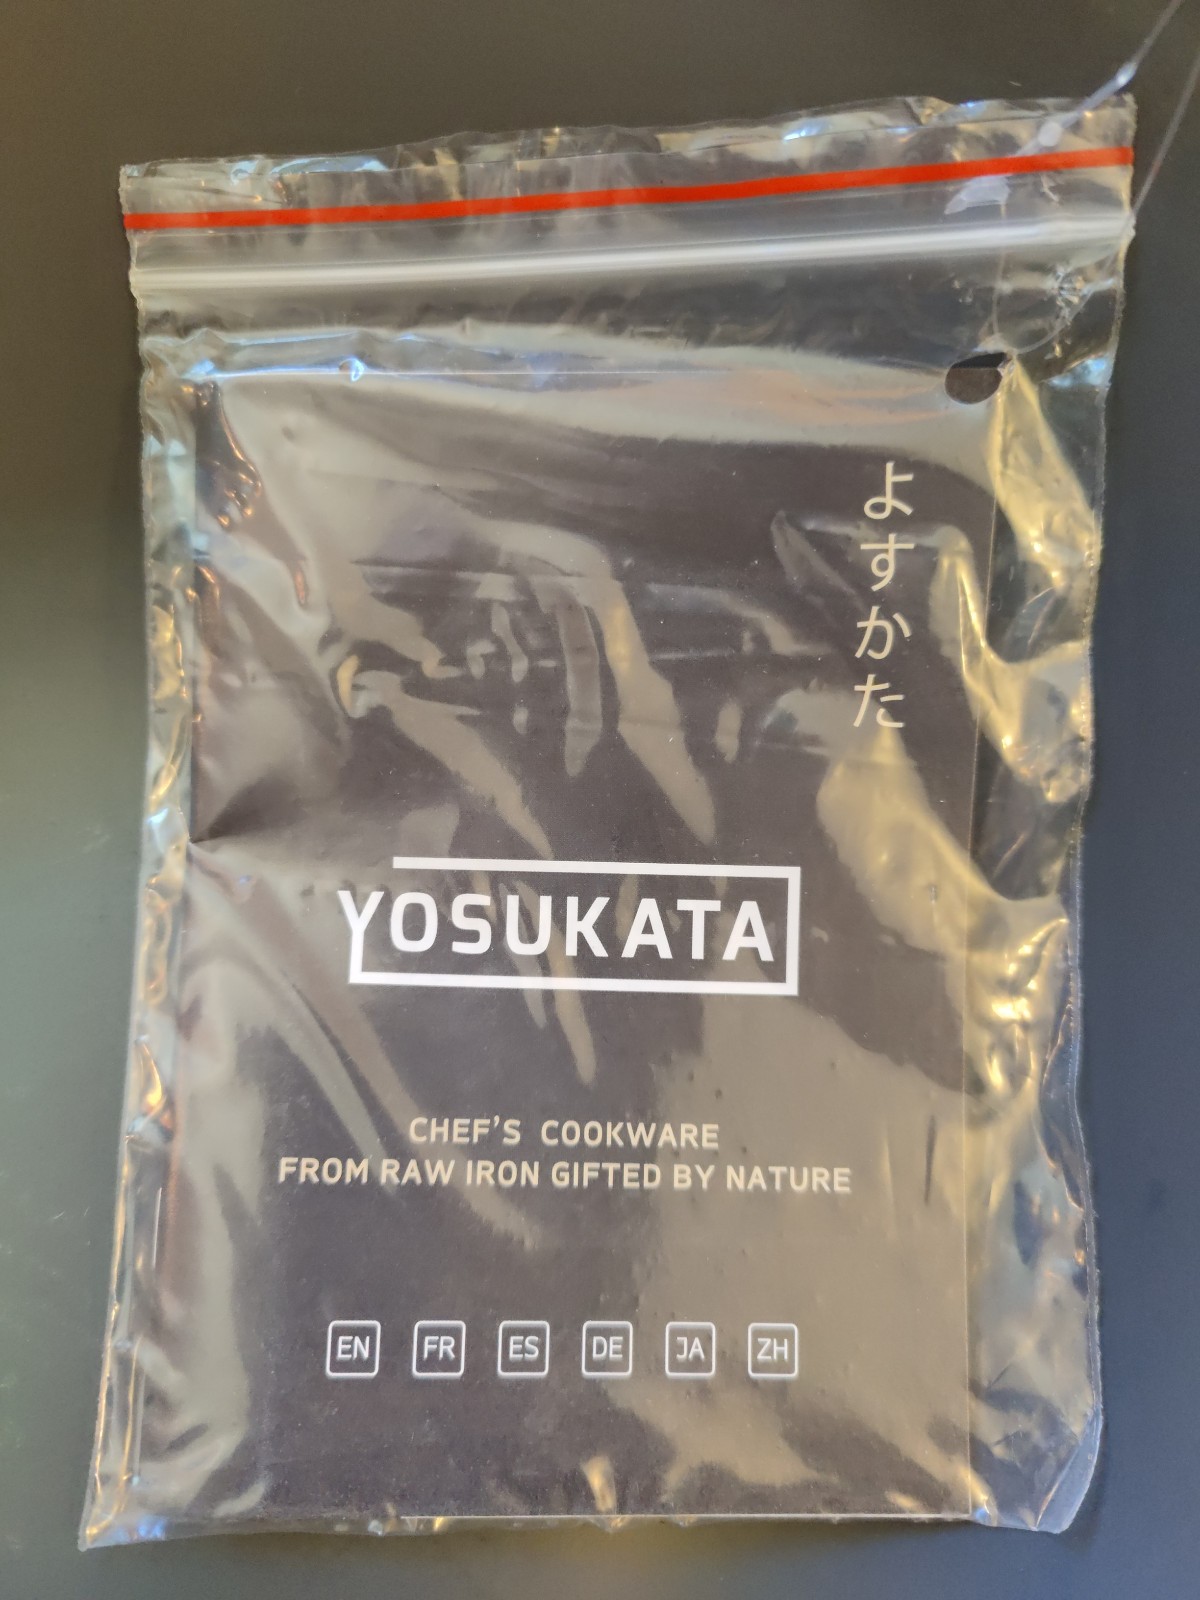 よすかた
YOSUKATA
CHEF'S COOKWARE
FROM RAW IRON GIFTED BY NATURE
EN FR ES DE JA ZH